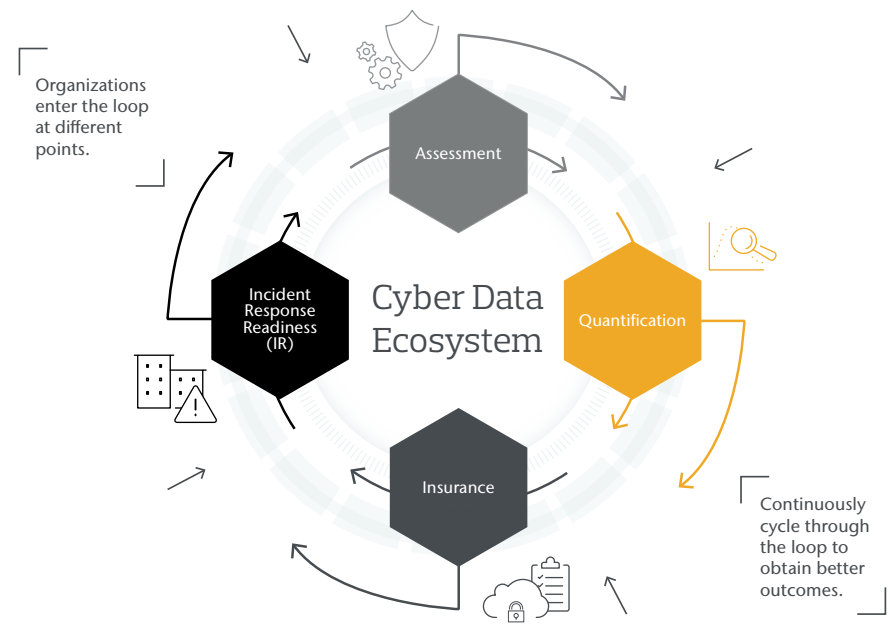 Organizations
enter the loop
at different
points.
Assessment
Incident
Response
Readiness
(IR)
Cyber Data
Ecosystem
Quantification
Insurance
Continuously
cycle through
the loop to
obtain better
outcomes.